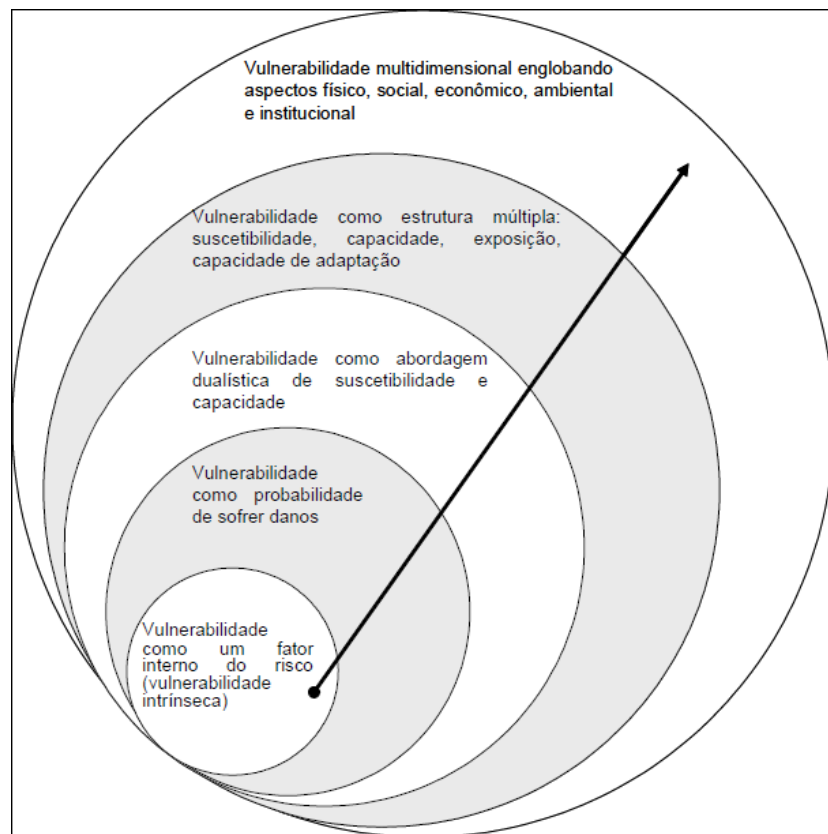 Vulnerabilidade multidimensional englobando
aspectos físico, social, econômico, ambiental
e institucional
Vulnerabilidade como estrutura múltipla:
suscetibilidade, capacidade, exposição,
capacidade de adaptação
Vulnerabilidade como abordagem
dualística de suscetibilidade e
capacidade
Vulnerabilidade
como probabilidade
de sofrer danos
Vulnerabilidade
como um fator
interno do risco
(vulnerabilidade
intrínseca)